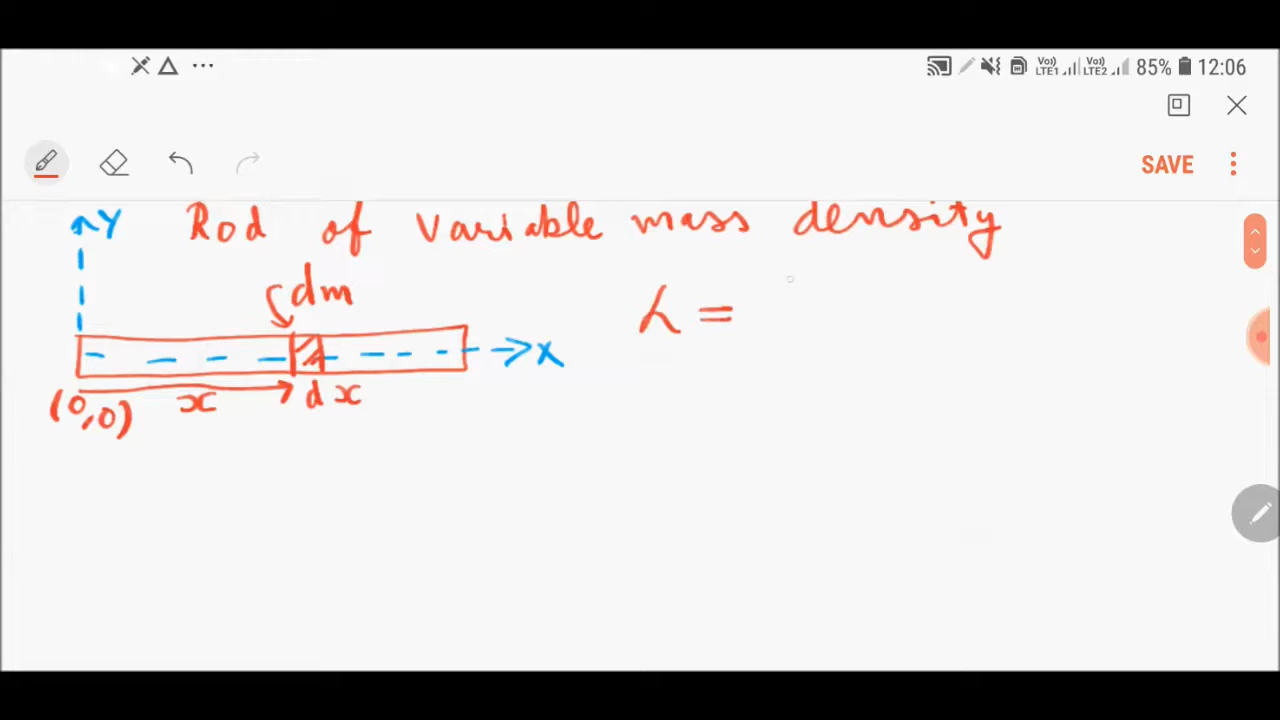 85% 12:06
SAVE
Y Rod of variable mass density
dm
λ =
X
(0,0) x dx